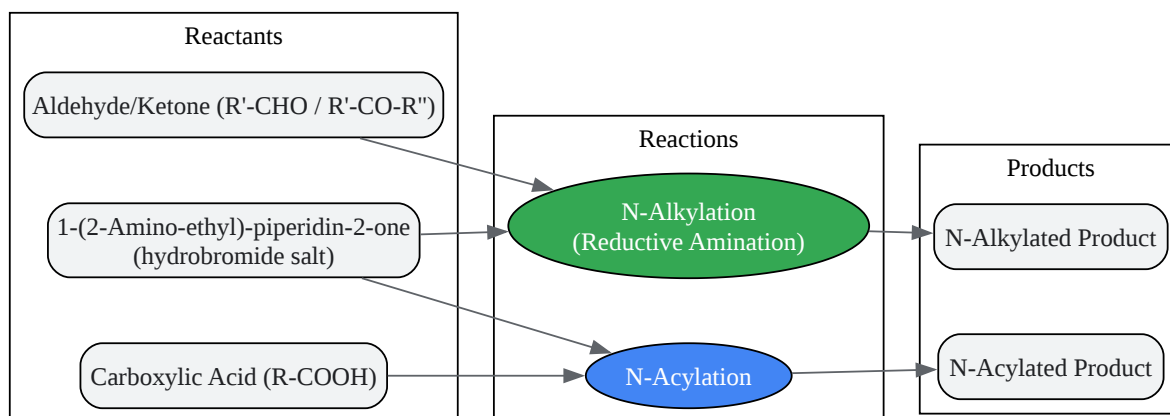 Reactants
Aldehyde/Ketone (R'-CHO / R'-CO-R")
1-(2-Amino-ethyl)-piperidin-2-one
(hydrobromide salt)
Carboxylic Acid (R-COOH)
Reactions
N-Alkylation
(Reductive Amination)
N-Acylation
Products
N-Alkylated Product
N-Acylated Product